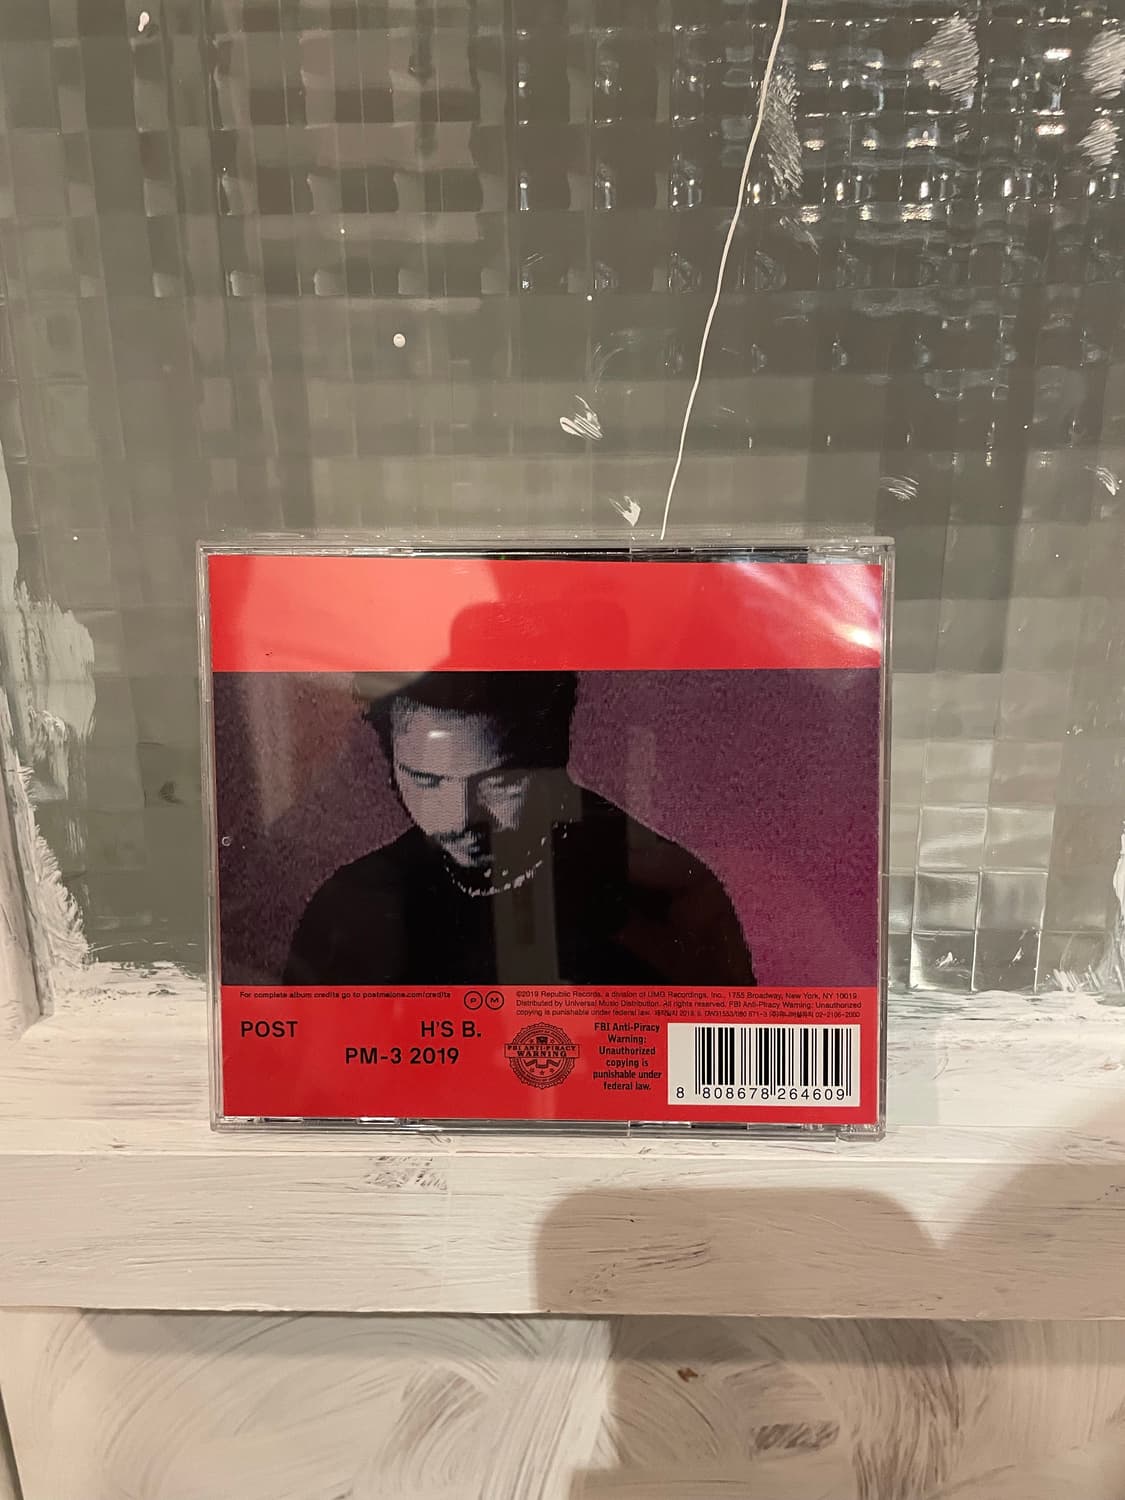 For complete album credits go to postmalone.com/credits
P M
©2019 Republic Records, a division of UMG Recordings, Inc., 1755 Broadway, New York, NY 10019.
Distributed by Universal Music Distribution. All rights reserved. FBI Anti-Piracy Warning: Unauthorized
copying is punishable under federal law.
POST H'S B.
PM-3 2019
FBI ANTI-PIRACY
WARNING
FBI Anti-Piracy
Warning:
Unauthorized
copying is
punishable under
federal law.
8 808678 264609